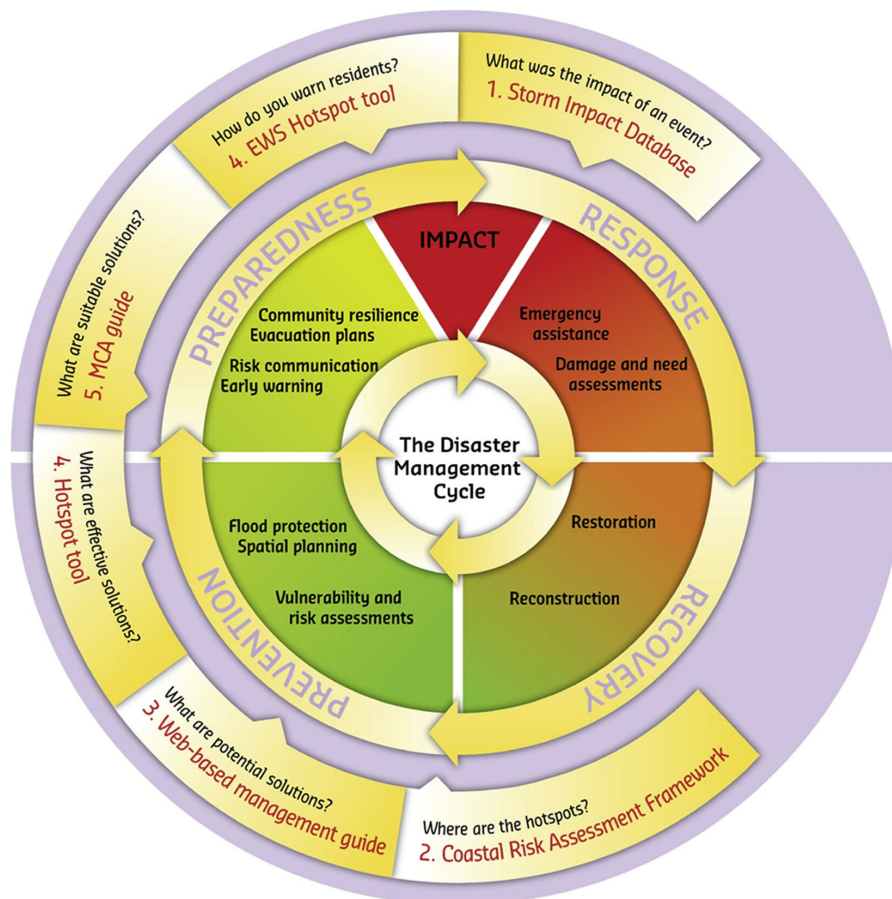 What was the impact of an event?
1. Storm Impact Database
How do you warn residents?
4. EWS Hotspot tool
What are suitable solutions?
5. MCA guide
What are effective solutions?
4. Hotspot tool
What are potential solutions?
3. Web-based management guide
Where are the hotspots?
2. Coastal Risk Assessment Framework
PREPAREDNESS
RESPONSE
RECOVERY
PREVENTION
IMPACT
Community resilience
Evacuation plans
Risk communication
Early warning
Emergency
assistance
Damage and need
assessments
The Disaster
Management
Cycle
Flood protection
Spatial planning
Vulnerability and
risk assessments
Restoration
Reconstruction